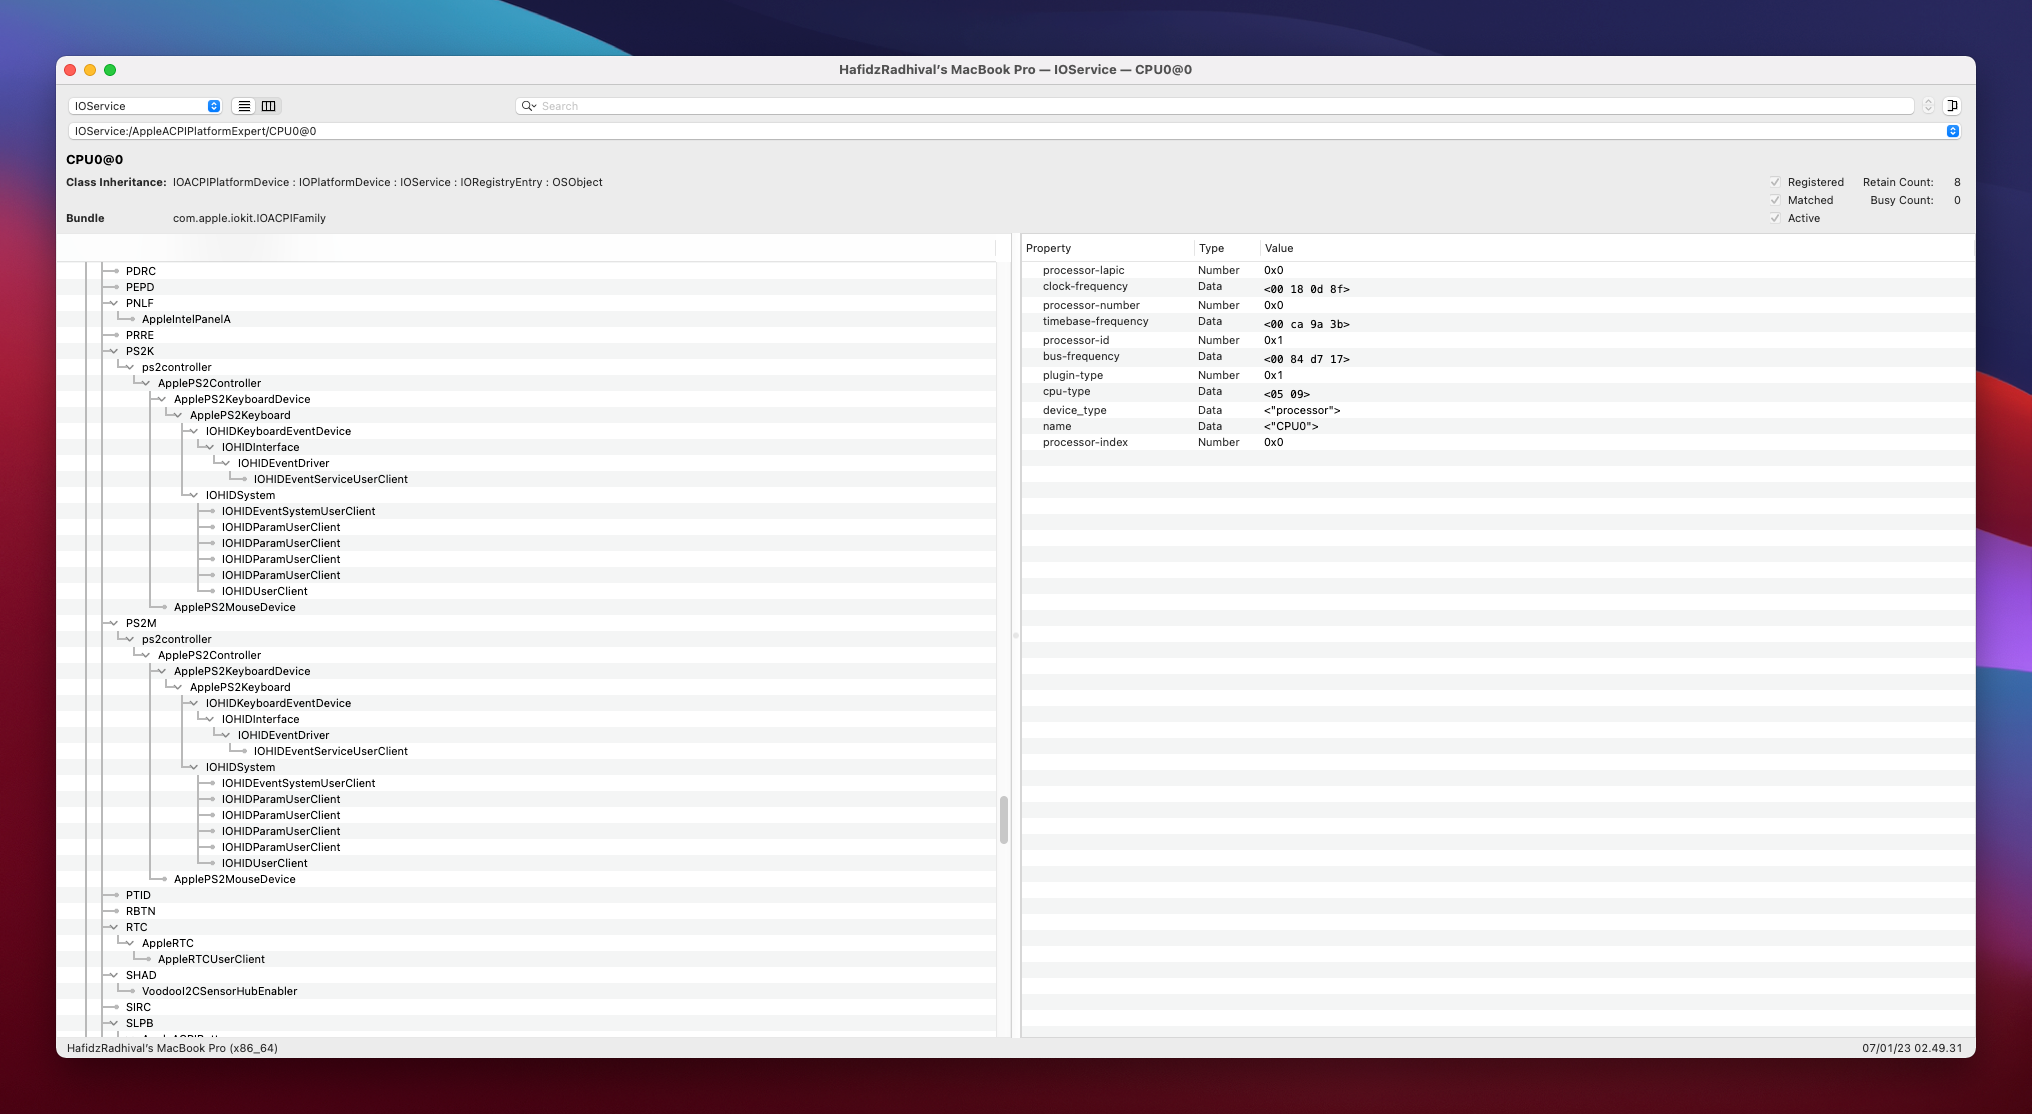 HafidzRadhival's MacBook Pro — IOService — CPU0@0
IOService
Search
IOService:/AppleACPIPlatformExpert/CPU0@0
CPU0@0
Class Inheritance: IOACPIPlatformDevice : IOPlatformDevice : IOService : IORegistryEntry : OSObject
Registered Retain Count: 8
Matched Busy Count: 0
Bundle com.apple.iokit.IOACPIFamily
Active
PDRC
PEPD
PNLF
AppleIntelPanelA
PRRE
PS2K
ps2controller
ApplePS2Controller
ApplePS2KeyboardDevice
ApplePS2Keyboard
IOHIDKeyboardEventDevice
IOHIDInterface
IOHIDEventDriver
IOHIDEventServiceUserClient
IOHIDSystem
IOHIDEventSystemUserClient
IOHIDParamUserClient
IOHIDParamUserClient
IOHIDParamUserClient
IOHIDParamUserClient
IOHIDUserClient
ApplePS2MouseDevice
PS2M
ps2controller
ApplePS2Controller
ApplePS2KeyboardDevice
ApplePS2Keyboard
IOHIDKeyboardEventDevice
IOHIDInterface
IOHIDEventDriver
IOHIDEventServiceUserClient
IOHIDSystem
IOHIDEventSystemUserClient
IOHIDParamUserClient
IOHIDParamUserClient
IOHIDParamUserClient
IOHIDParamUserClient
IOHIDUserClient
ApplePS2MouseDevice
PTID
RBTN
RTC
AppleRTC
AppleRTCUserClient
SHAD
VoodooI2CSensorHubEnabler
SIRC
SLPB
Property Type Value
processor-lapic Number 0x0
clock-frequency Data <00 18 0d 8f>
processor-number Number 0x0
timebase-frequency Data <00 ca 9a 3b>
processor-id Number 0x1
bus-frequency Data <00 84 d7 17>
plugin-type Number 0x1
cpu-type Data <05 09>
device_type Data <"processor">
name Data <"CPU0">
processor-index Number 0x0
HafidzRadhival's MacBook Pro (x86_64)
07/01/23 02.49.31